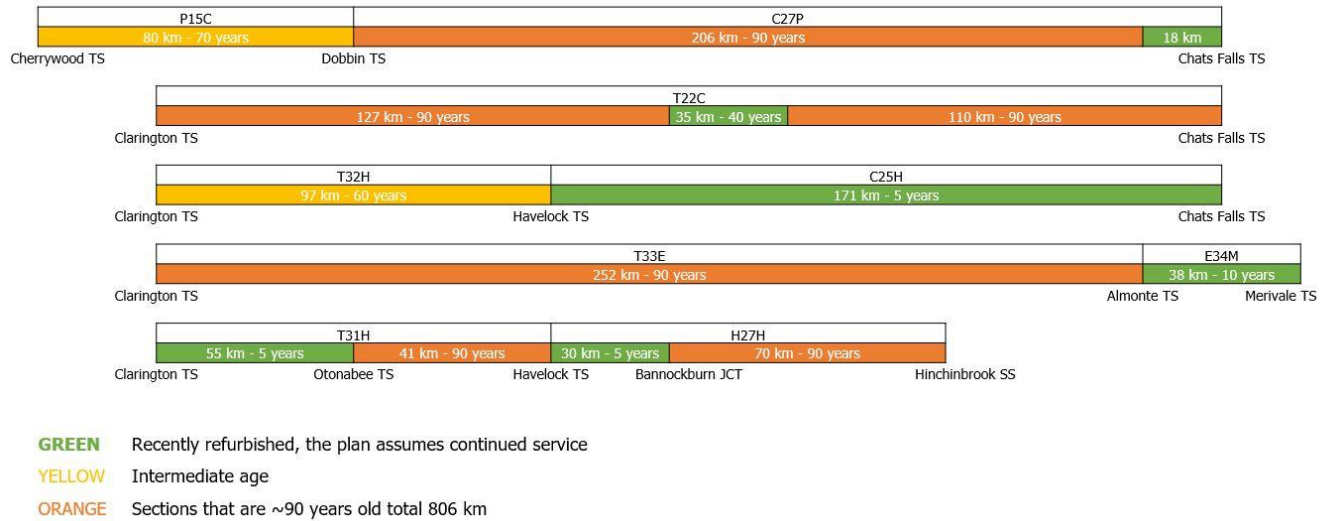 P15C C27P
80 km - 70 years 206 km - 90 years 18 km
Cherrywood TS Dobbin TS Chats Falls TS
T22C
127 km - 90 years 35 km - 40 years 110 km - 90 years
Clarington TS Chats Falls TS
T32H C25H
97 km - 60 years 171 km - 5 years
Clarington TS Havelock TS Chats Falls TS
T33E E34M
252 km - 90 years 38 km - 10 years
Clarington TS Almonte TS Merivale TS
T31H H27H
55 km - 5 years 41 km - 90 years 30 km - 5 years 70 km - 90 years
Clarington TS Otonabee TS Havelock TS Bannockburn JCT Hinchinbrook SS
GREEN Recently refurbished, the plan assumes continued service
YELLOW Intermediate age
ORANGE Sections that are ~90 years old total 806 km